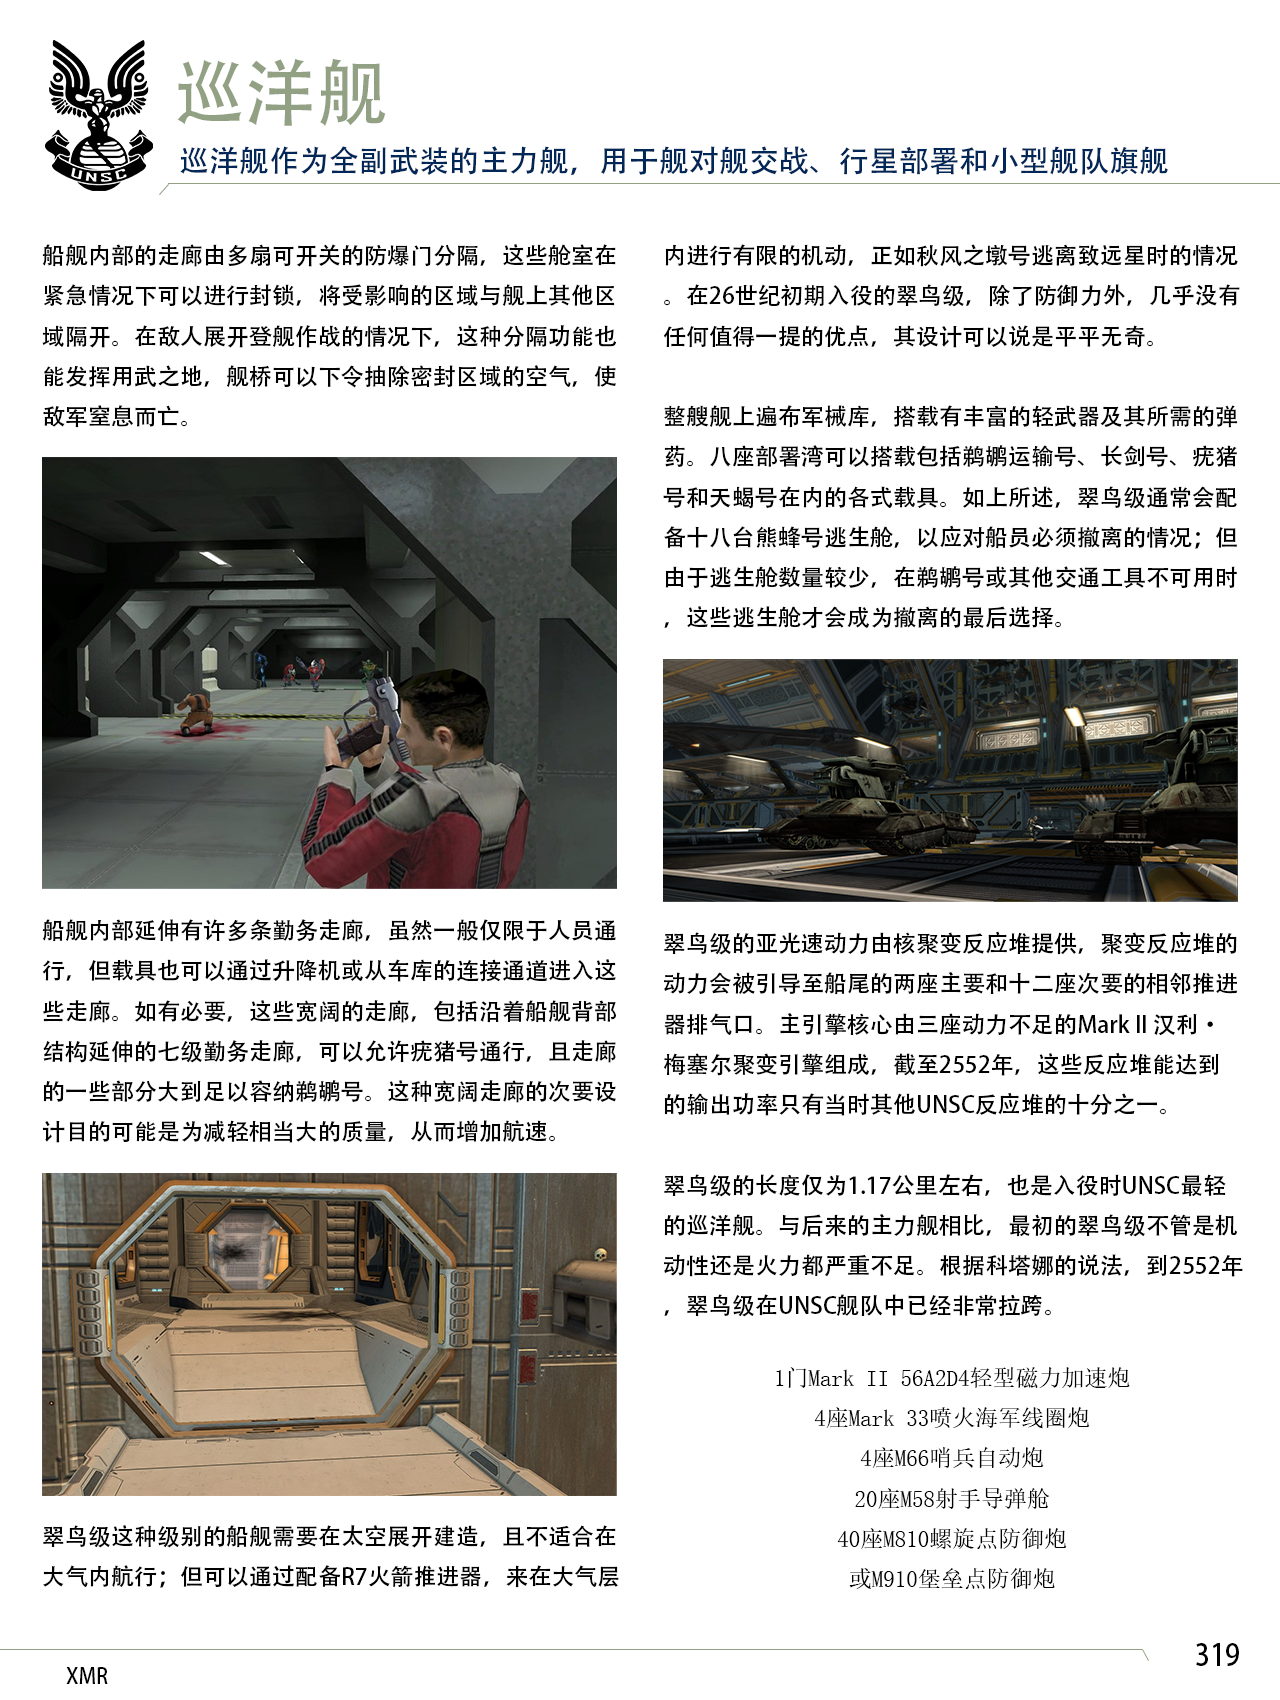 UNSC
巡洋舰
巡洋舰作为全副武装的主力舰，用于舰对舰交战、行星部署和小型舰队旗舰
船舰内部的走廊由多扇可开关的防爆门分隔，这些舱室在
紧急情况下可以进行封锁，将受影响的区域与舰上其他区
域隔开。在敌人展开登舰作战的情况下，这种分隔功能也
能发挥用武之地，舰桥可以下令抽除密封区域的空气，使
敌军窒息而亡。
船舰内部延伸有许多条勤务走廊，虽然一般仅限于人员通
行，但载具也可以通过升降机或从车库的连接通道进入这
些走廊。如有必要，这些宽阔的走廊，包括沿着船舰背部
结构延伸的七级勤务走廊，可以允许疣猪号通行，且走廊
的一些部分大到足以容纳鹈鹕号。这种宽阔走廊的次要设
计目的可能是为减轻相当大的质量，从而增加航速。
翠鸟级这种级别的船舰需要在太空展开建造，且不适合在
大气内航行；但可以通过配备R7火箭推进器，来在大气层
内进行有限的机动，正如秋风之墩号逃离致远星时的情况
。在26世纪初期入役的翠鸟级，除了防御力外，几乎没有
任何值得一提的优点，其设计可以说是平平无奇。
整艘舰上遍布军械库，搭载有丰富的轻武器及其所需的弹
药。八座部署湾可以搭载包括鹈鹕运输号、长剑号、疣猪
号和天蝎号在内的各式载具。如上所述，翠鸟级通常会配
备十八台熊蜂号逃生舱，以应对船员必须撤离的情况；但
由于逃生舱数量较少，在鹈鹕号或其他交通工具不可用时
，这些逃生舱才会成为撤离的最后选择。
翠鸟级的亚光速动力由核聚变反应堆提供，聚变反应堆的
动力会被引导至船尾的两座主要和十二座次要的相邻推进
器排气口。主引擎核心由三座动力不足的Mark II 汉利·
梅塞尔聚变引擎组成，截至2552年，这些反应堆能达到
的输出功率只有当时其他UNSC反应堆的十分之一。
翠鸟级的长度仅为1.17公里左右，也是入役时UNSC最轻
的巡洋舰。与后来的主力舰相比，最初的翠鸟级不管是机
动性还是火力都严重不足。根据科塔娜的说法，到2552年
，翠鸟级在UNSC舰队中已经非常拉跨。
1门Mark II 56A2D4轻型磁力加速炮
4座Mark 33喷火海军线圈炮
4座M66哨兵自动炮
20座M58射手导弹舱
40座M810螺旋点防御炮
或M910堡垒点防御炮
319
XMR